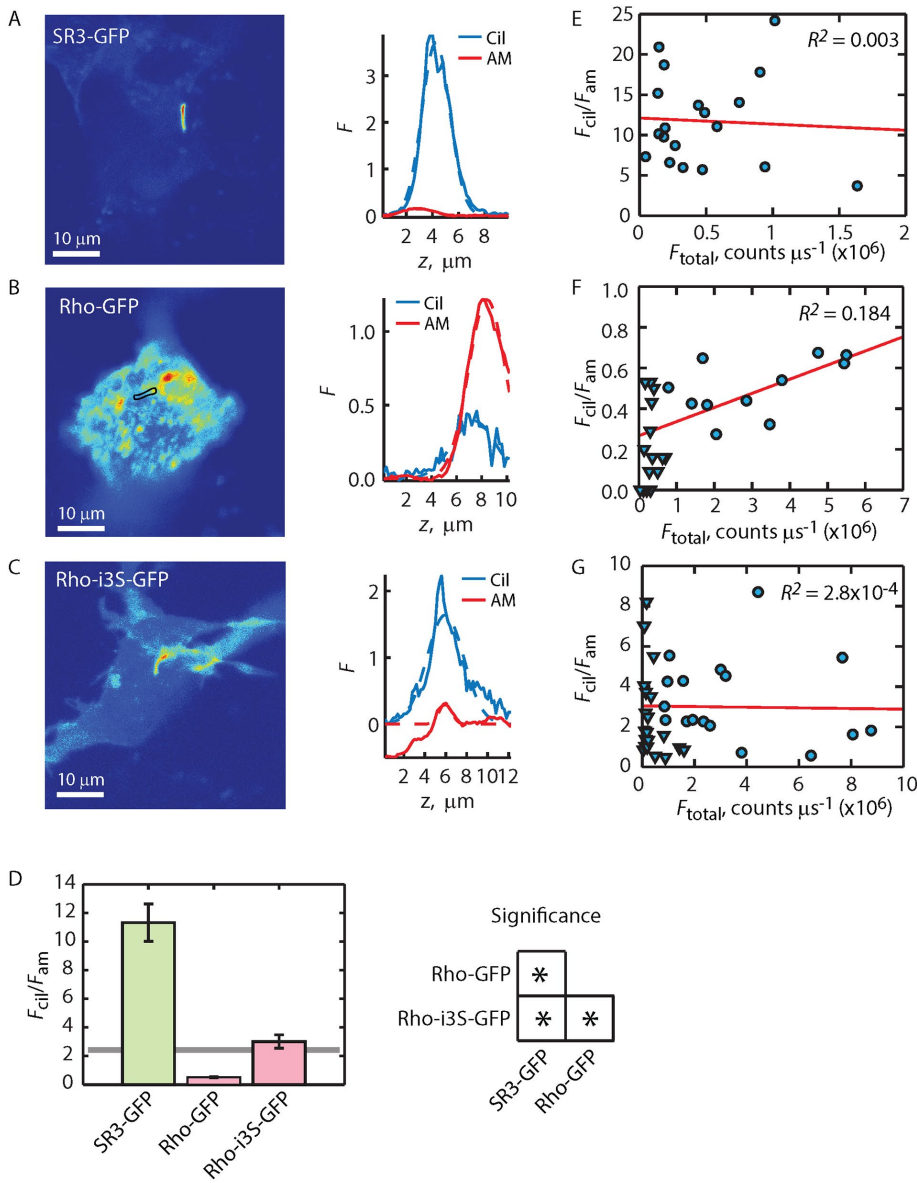 A
SR3-GFP
10 μm
Cil
AM
F
3
2
1
0
2 4 6 8
z, μm
B
Rho-GFP
10 μm
Cil
AM
F
1.0
0.5
0.0
0 2 4 6 8 10
z, μm
C
Rho-i3S-GFP
10 μm
Cil
AM
F
2
1
0
2 4 6 8 10 12
z, μm
D
Fcil/Fam
14
12
10
8
6
4
2
0
SR3-GFP
Rho-GFP
Rho-i3S-GFP
Significance
Rho-GFP *
Rho-i3S-GFP * *
SR3-GFP
Rho-GFP
E
R² = 0.003
Fcil/Fam
25
20
15
10
5
0
0 0.5 1 1.5 2
Ftotal, counts μs⁻¹ (x10⁶)
F
R² = 0.184
Fcil/Fam
1.0
0.8
0.6
0.4
0.2
0.0
0 1 2 3 4 5 6 7
Ftotal, counts μs⁻¹ (x10⁶)
G
R² = 2.8x10⁻⁴
Fcil/Fam
10
8
6
4
2
0
0 2 4 6 8 10
Ftotal, counts μs⁻¹ (x10⁶)